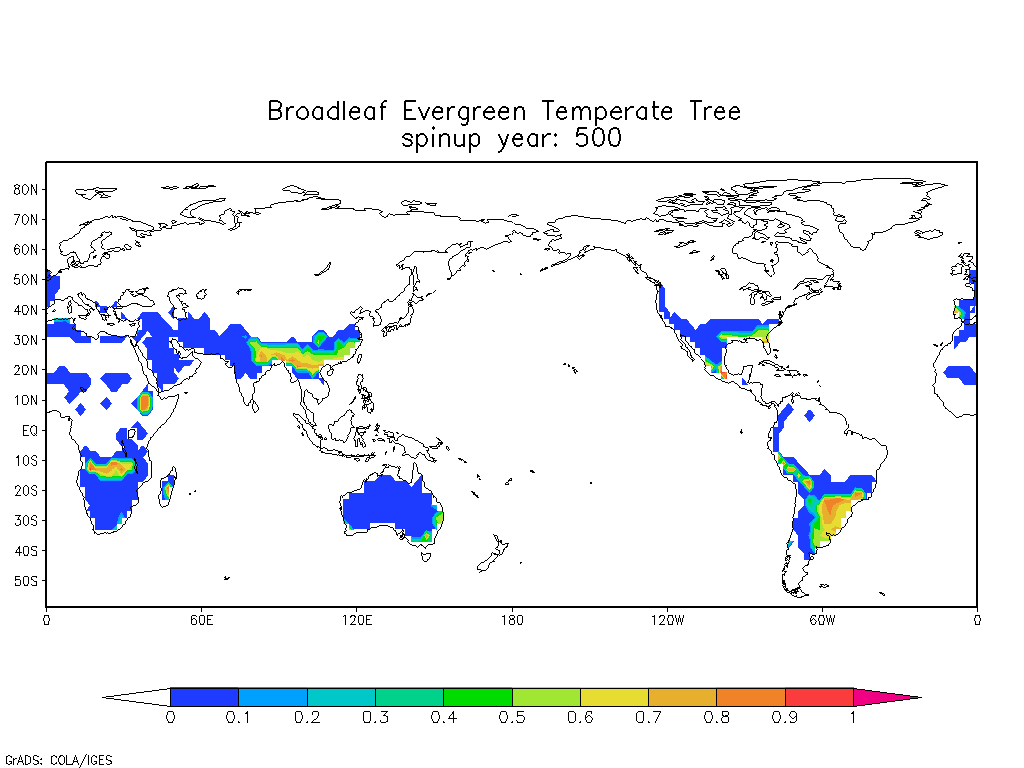 Broadleaf Evergreen Temperate Tree
spinup year: 500
80N
70N
60N
50N
40N
30N
20N
10N
EQ
10S
20S
30S
40S
50S
0 60E 120E 180 120W 60W 0
0 0.1 0.2 0.3 0.4 0.5 0.6 0.7 0.8 0.9 1
GrADS: COLA/IGES